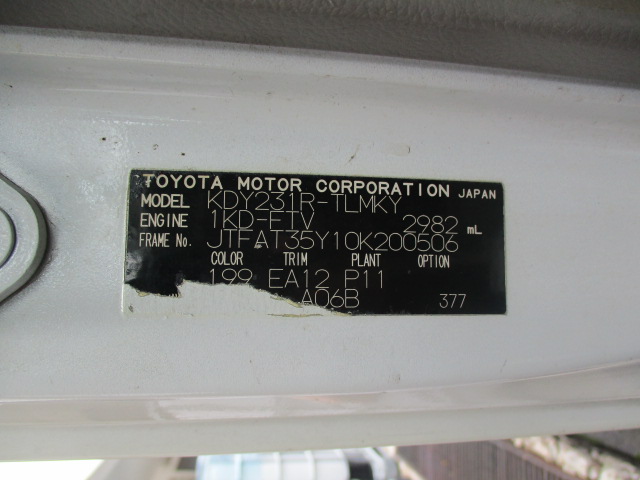 TOYOTA MOTOR CORPORATION JAPAN
MODEL KDY231R-TLMKY
ENGINE 1KD-FTV 2982 mL
FRAME No. JTFAT35Y10K200506
COLOR TRIM PLANT OPTION
199 EA12 P11
A06B 377